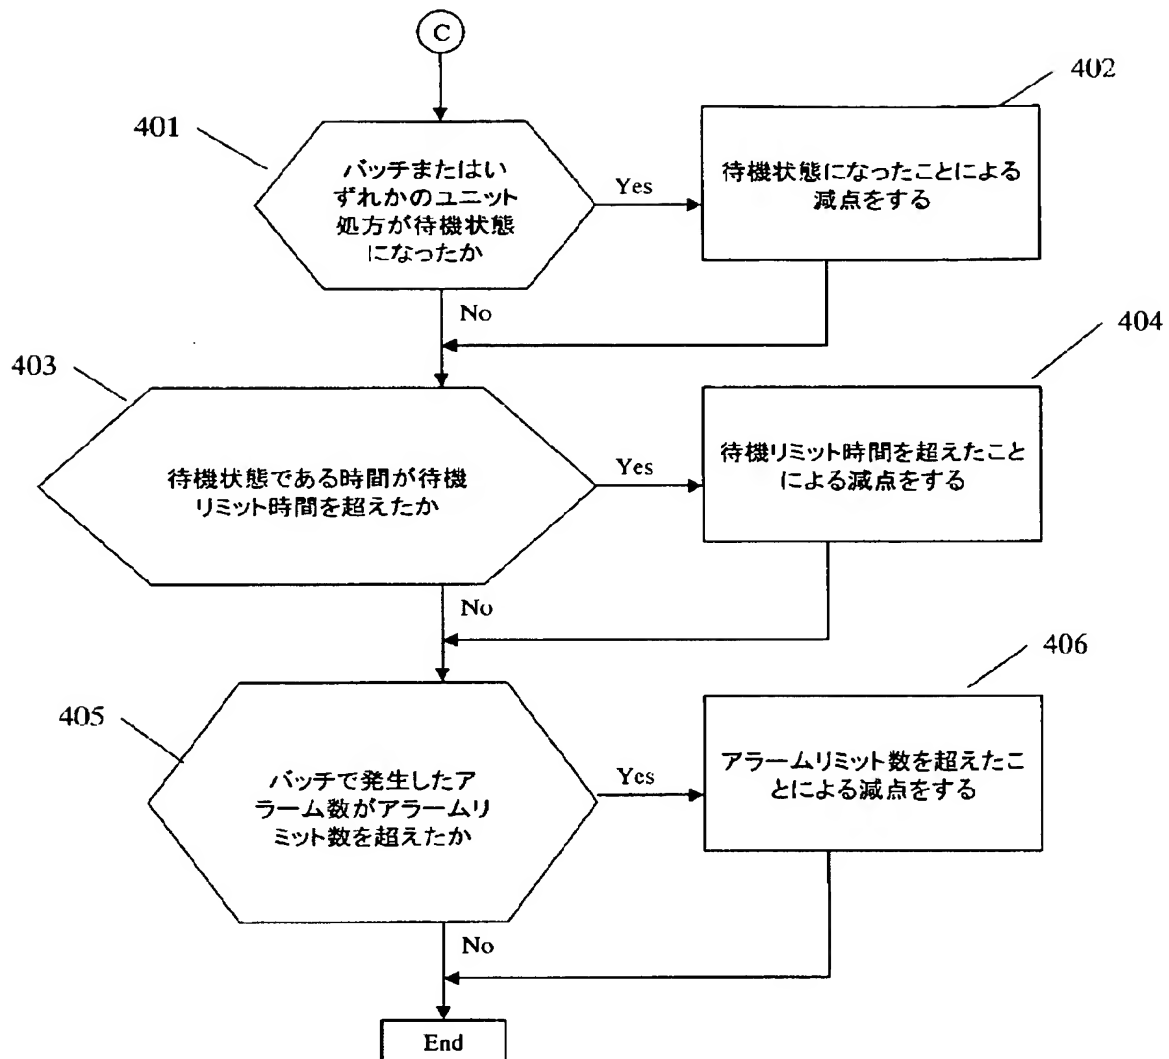 C
401
バッチまたはい
ずれかのユニット
処方が待機状態
になったか
Yes
402
待機状態になったことによる
減点をする
No
403
待機状態である時間が待機
リミット時間を超えたか
Yes
404
待機リミット時間を超えたこと
による減点をする
No
405
バッチで発生したア
ラーム数がアラームリ
ミット数を超えたか
Yes
406
アラームリミット数を超えたこ
とによる減点をする
No
End